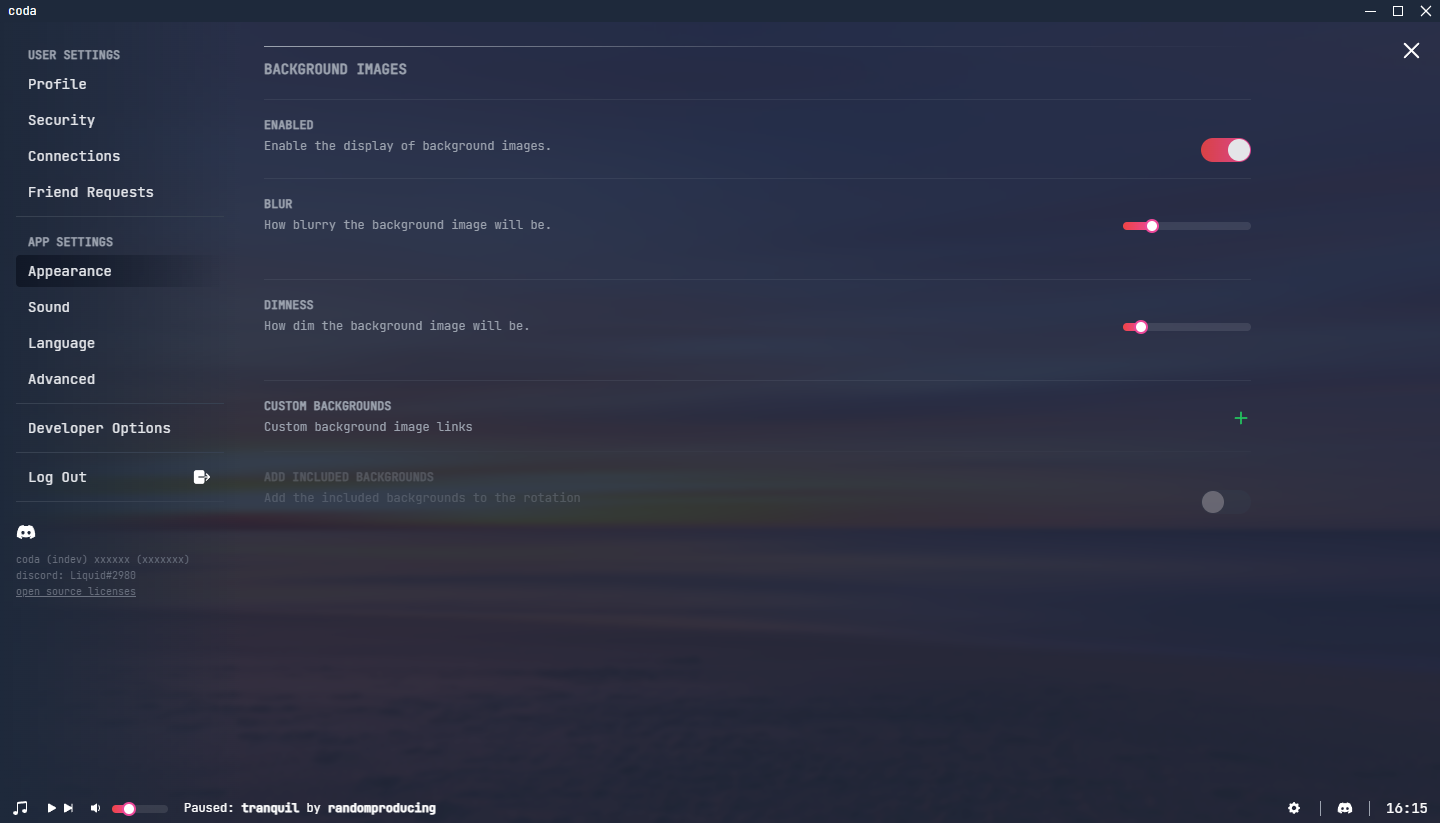 coda
USER SETTINGS
Profile
Security
Connections
Friend Requests
APP SETTINGS
Appearance
Sound
Language
Advanced
Developer Options
Log Out
coda (indev) xxxxxx (xxxxxxx)
discord: Liquid#2980
open source licenses
BACKGROUND IMAGES
ENABLED
Enable the display of background images.
BLUR
How blurry the background image will be.
DIMNESS
How dim the background image will be.
CUSTOM BACKGROUNDS
Custom background image links
ADD INCLUDED BACKGROUNDS
Add the included backgrounds to the rotation
Paused: tranquil by randomproducing
16:15